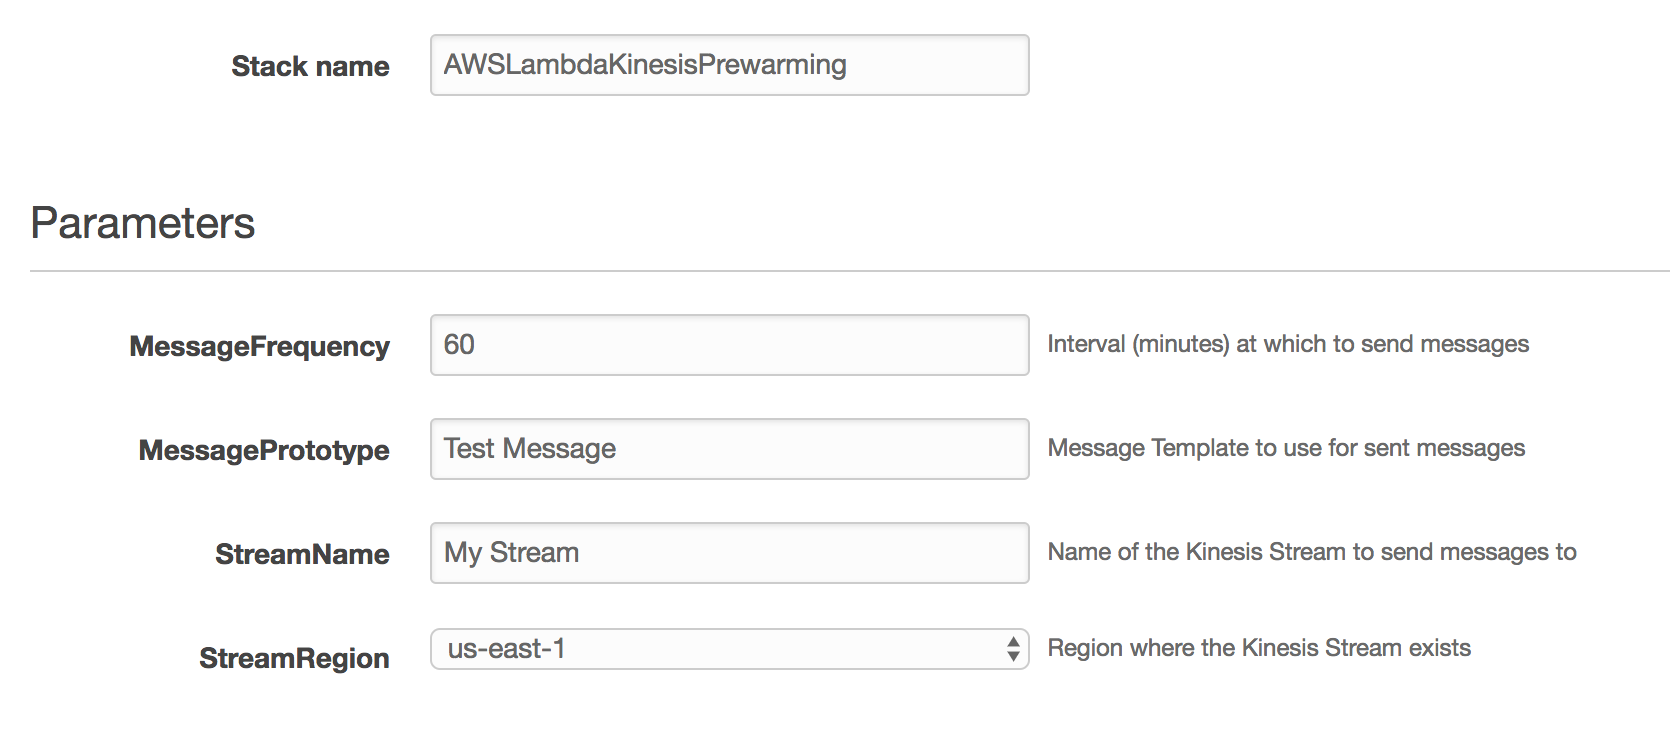 Stack name AWSLambdaKinesisPrewarming
Parameters
MessageFrequency 60 Interval (minutes) at which to send messages
MessagePrototype Test Message Message Template to use for sent messages
StreamName My Stream Name of the Kinesis Stream to send messages to
StreamRegion us-east-1 Region where the Kinesis Stream exists